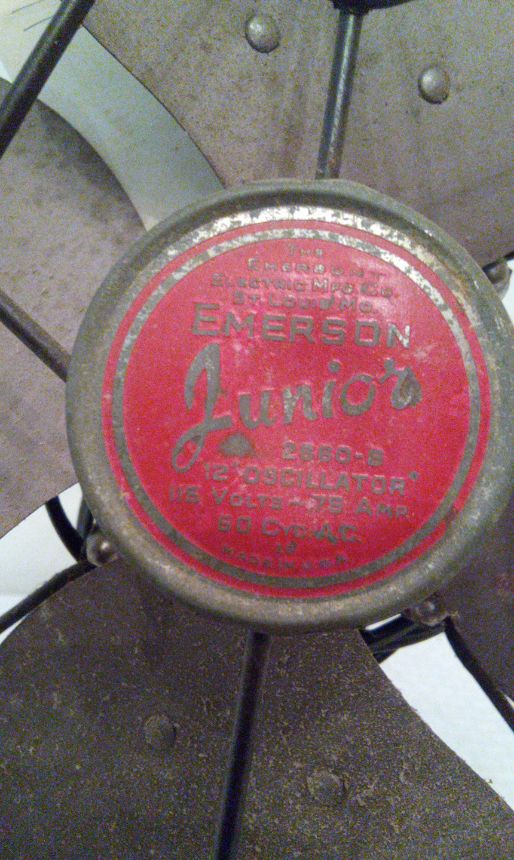 THE
EMERSON
ELECTRIC MFG. CO.
ST. LOUIS MO.
EMERSON
Junior
2660-B
12" OSCILLATOR
115 VOLTS - .75 AMP.
60 CYC. A.C.
MADE IN U.S.A.